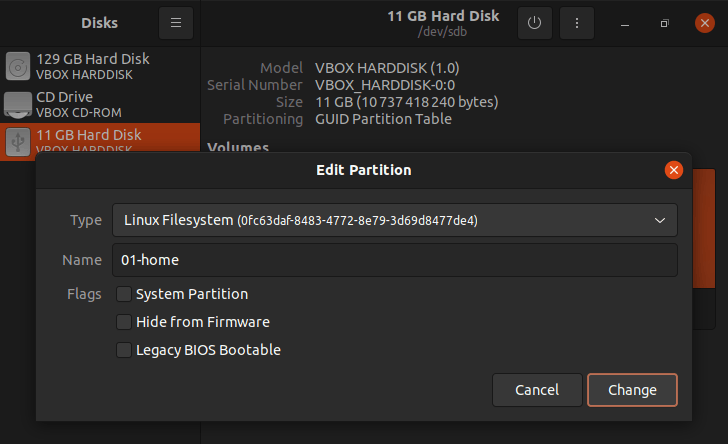 Disks
11 GB Hard Disk
/dev/sdb
129 GB Hard Disk
VBOX HARDDISK
CD Drive
VBOX CD-ROM
11 GB Hard Disk
VBOX HARDDISK
Model VBOX HARDDISK (1.0)
Serial Number VBOX_HARDDISK-0:0
Size 11 GB (10 737 418 240 bytes)
Partitioning GUID Partition Table
Volumes
Edit Partition
Type Linux Filesystem (0fc63daf-8483-4772-8e79-3d69d8477de4)
Name 01-home
Flags System Partition
Hide from Firmware
Legacy BIOS Bootable
Cancel Change